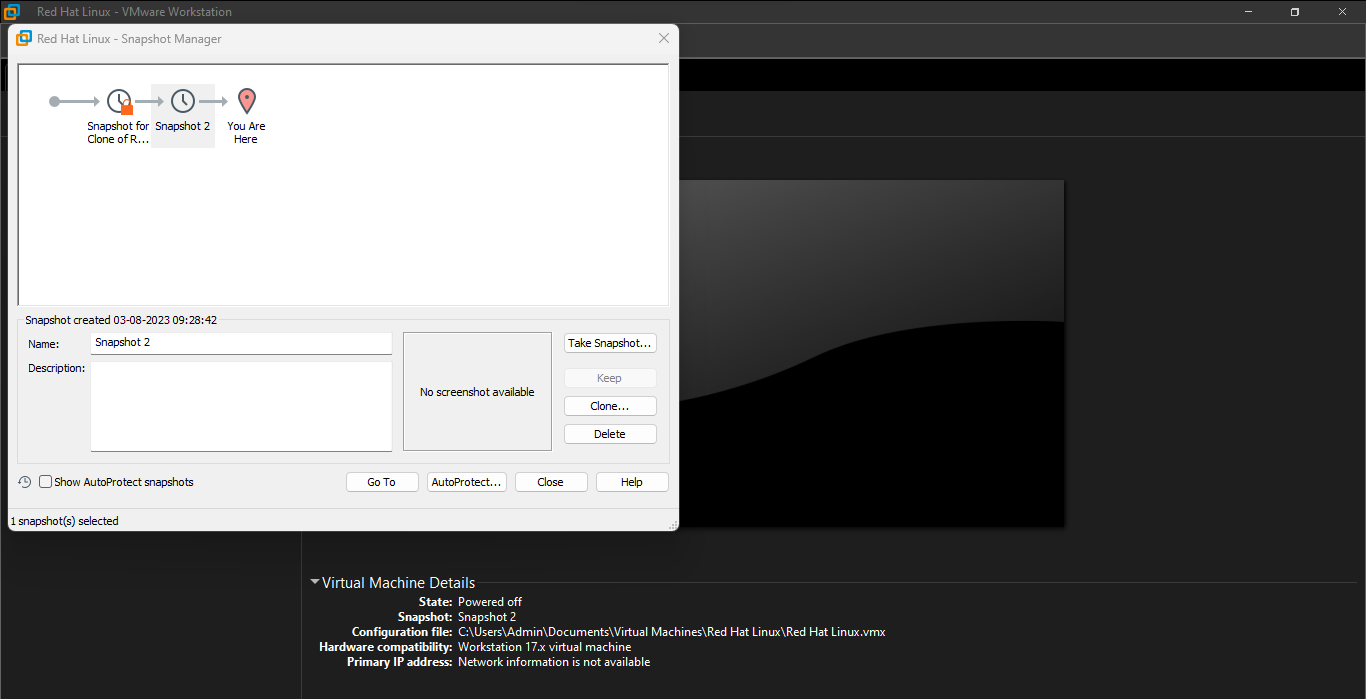 Red Hat Linux - VMware Workstation
Red Hat Linux - Snapshot Manager
Snapshot for
Clone of R...
Snapshot 2
You Are
Here
Snapshot created 03-08-2023 09:28:42
Name:
Snapshot 2
Description:
No screenshot available
Take Snapshot...
Keep
Clone...
Delete
Show AutoProtect snapshots
Go To
AutoProtect...
Close
Help
1 snapshot(s) selected
Virtual Machine Details
State: Powered off
Snapshot: Snapshot 2
Configuration file: C:\Users\Admin\Documents\Virtual Machines\Red Hat Linux\Red Hat Linux.vmx
Hardware compatibility: Workstation 17.x virtual machine
Primary IP address: Network information is not available